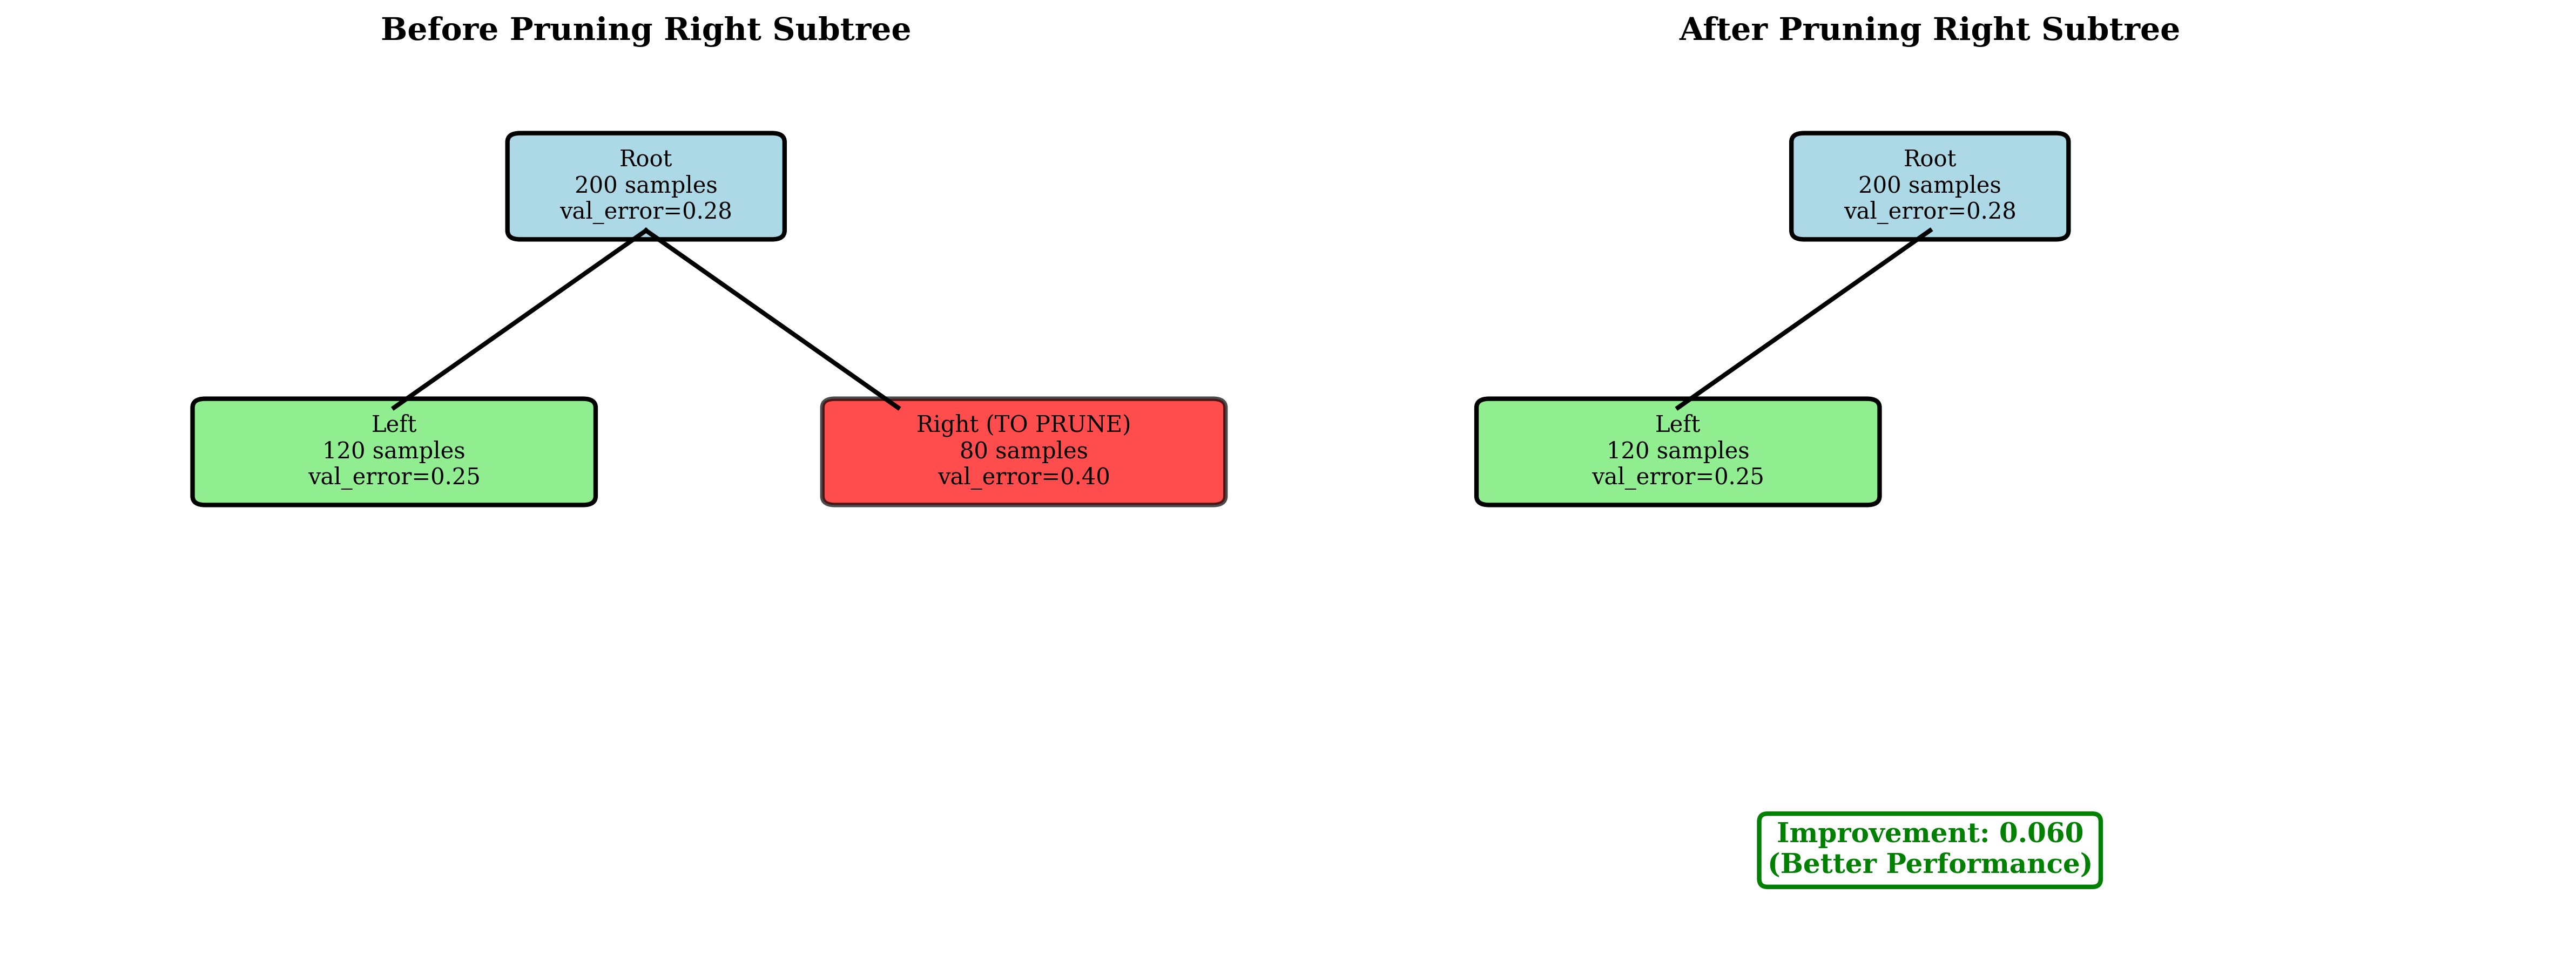 Before Pruning Right Subtree
Root
200 samples
val_error=0.28
Left
120 samples
val_error=0.25
Right (TO PRUNE)
80 samples
val_error=0.40
After Pruning Right Subtree
Root
200 samples
val_error=0.28
Left
120 samples
val_error=0.25
Improvement: 0.060
(Better Performance)